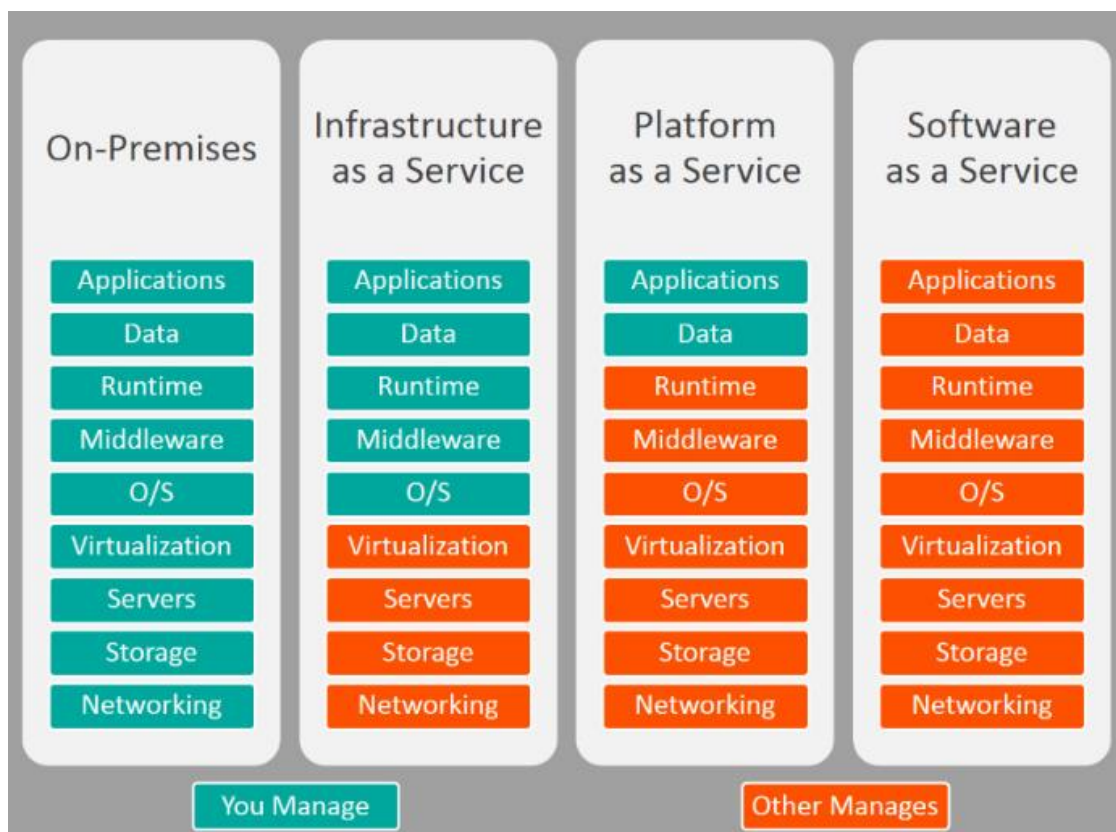 On-Premises
Applications
Data
Runtime
Middleware
O/S
Virtualization
Servers
Storage
Networking
Infrastructure
as a Service
Applications
Data
Runtime
Middleware
O/S
Virtualization
Servers
Storage
Networking
Platform
as a Service
Applications
Data
Runtime
Middleware
O/S
Virtualization
Servers
Storage
Networking
Software
as a Service
Applications
Data
Runtime
Middleware
O/S
Virtualization
Servers
Storage
Networking
You Manage
Other Manages